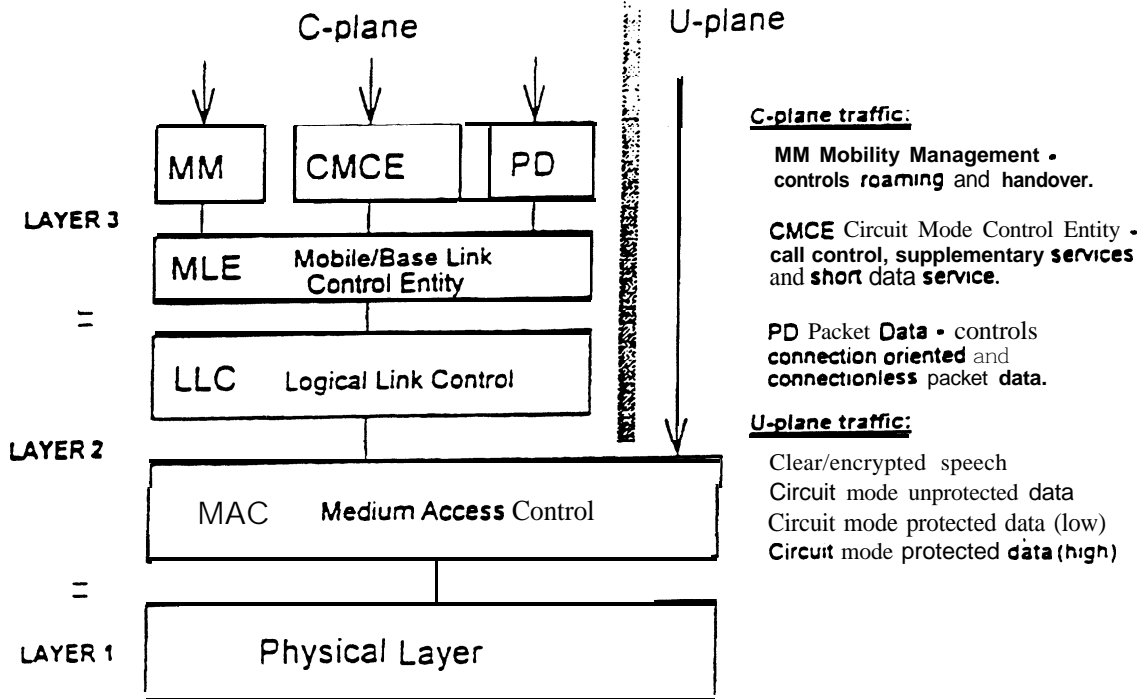 C-plane
U-plane
MM
CMCE
PD
LAYER 3
MLE Mobile/Base Link
Control Entity
=
LLC Logical Link Control
LAYER 2
MAC Medium Access Control
=
LAYER 1
Physical Layer
C-plane traffic:
MM Mobility Management •
controls roaming and handover.
CMCE Circuit Mode Control Entity •
call control, supplementary services
and short data service.
PD Packet Data • controls
connection oriented and
connectionless packet data.
U-plane traffic:
Clear/encrypted speech
Circuit mode unprotected data
Circuit mode protected data (low)
Circuit mode protected data (high)